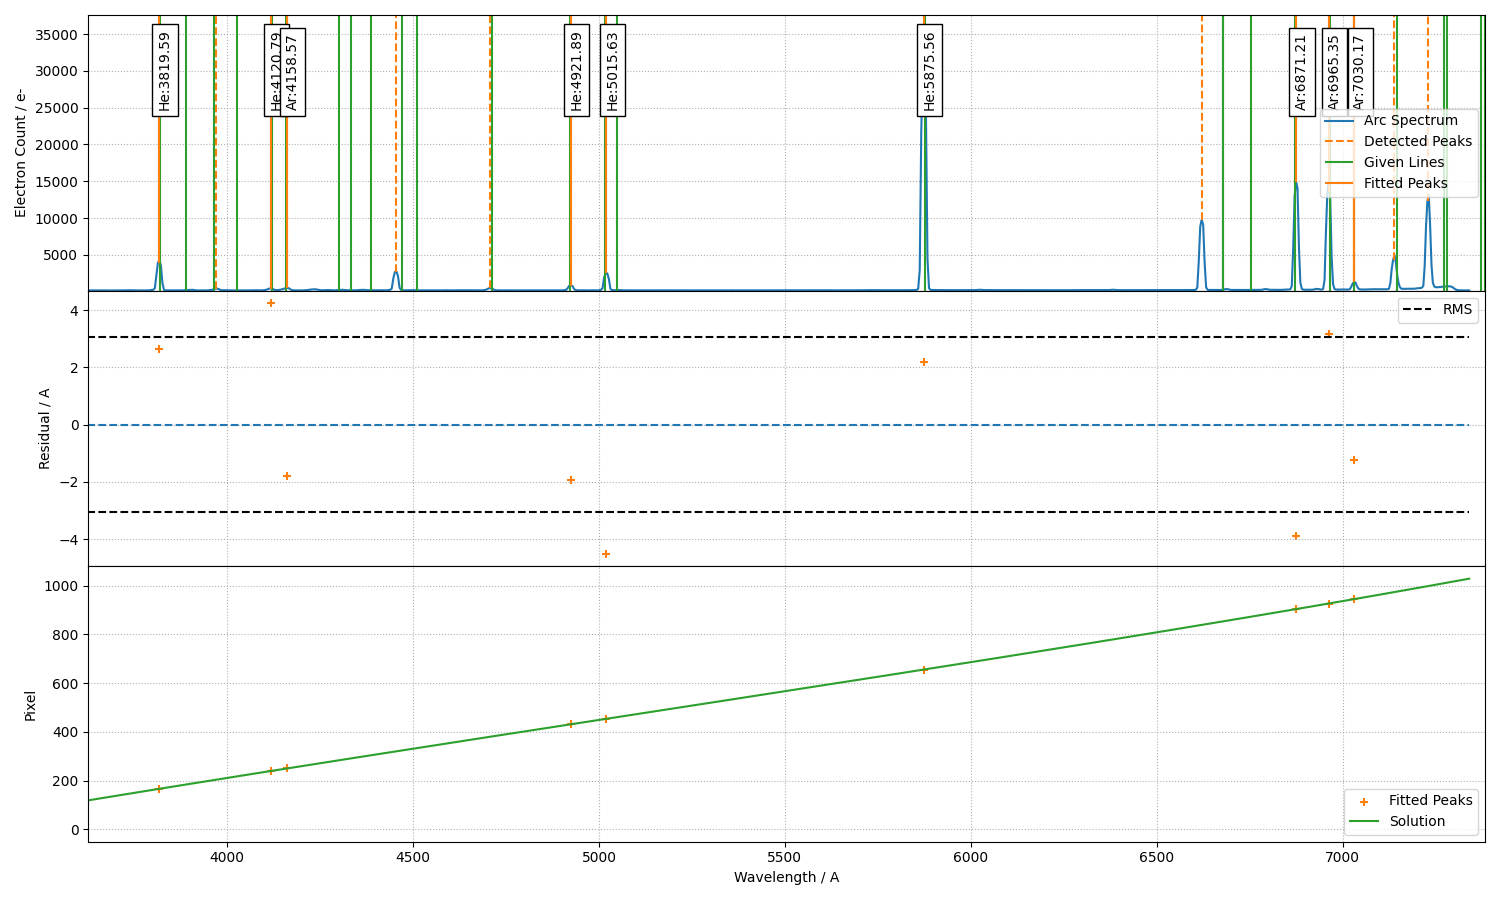 35000
30000
25000
20000
15000
10000
5000
Electron Count / e-
He:3819.59
He:4120.79
Ar:4158.57
He:4921.89
He:5015.63
He:5875.56
Ar:6871.21
Ar:6965.35
Ar:7030.17
Arc Spectrum
Detected Peaks
Given Lines
Fitted Peaks
4
2
0
−2
−4
Residual / A
RMS
1000
800
600
400
200
0
Pixel
Fitted Peaks
Solution
4000 4500 5000 5500 6000 6500 7000
Wavelength / A